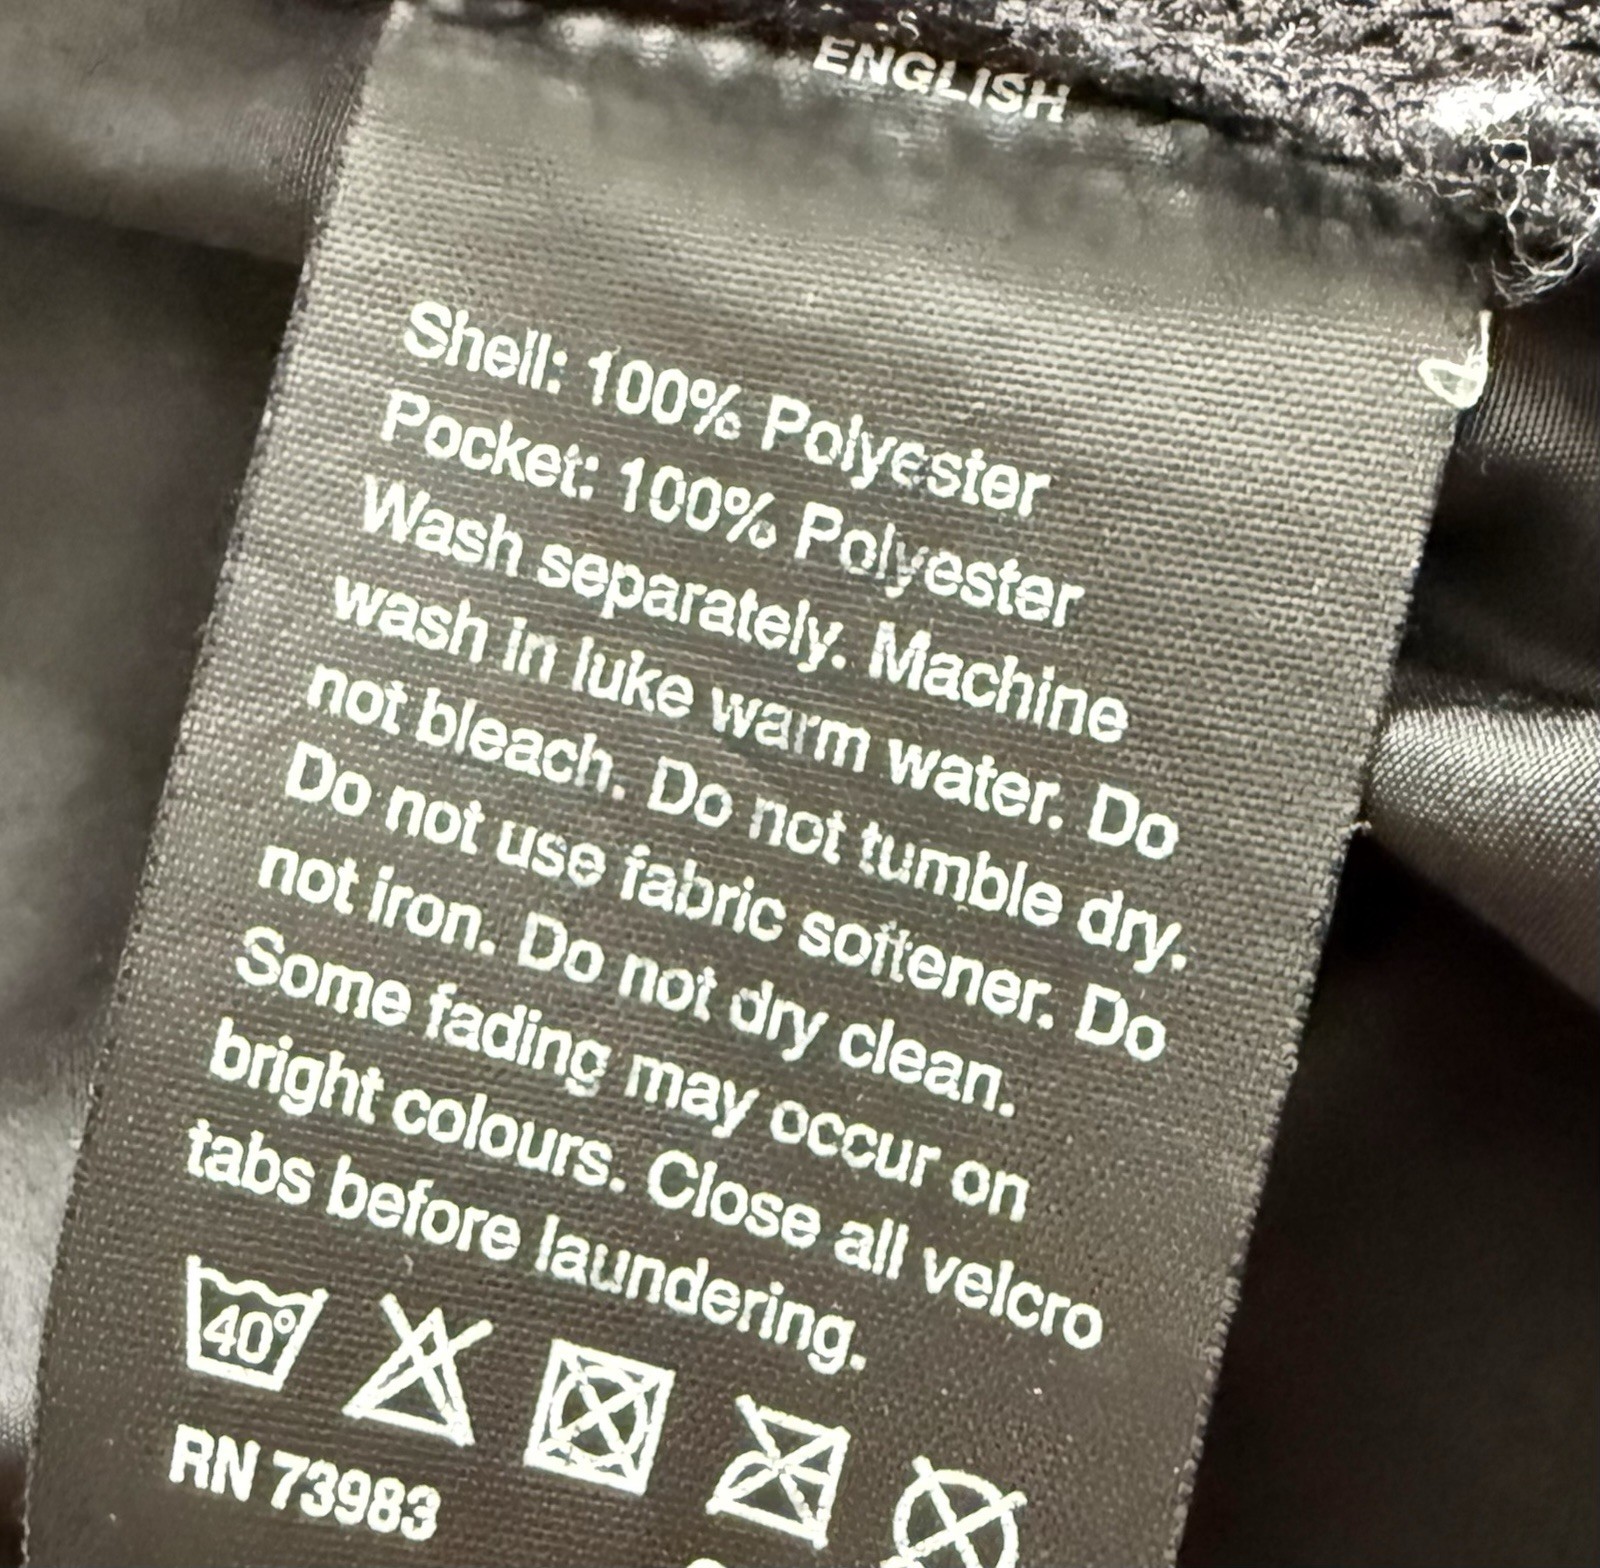 ENGLISH
Shell: 100% Polyester
Pocket: 100% Polyester
Wash separately. Machine
wash in luke warm water. Do
not bleach. Do not tumble dry.
Do not use fabric softener. Do
not iron. Do not dry clean.
Some fading may occur on
bright colours. Close all velcro
tabs before laundering.
40°
RN 73983